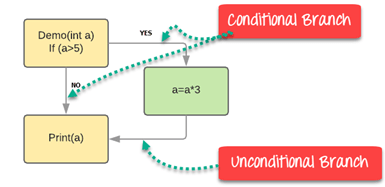 Conditional Branch
Demo(int a)
If (a>5)
YES
NO
a=a*3
Print(a)
Unconditional Branch